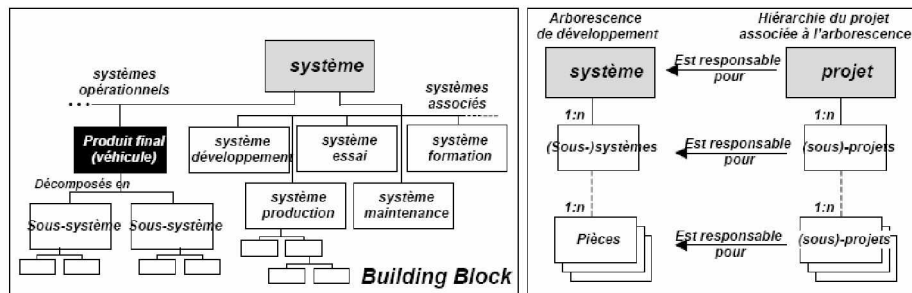 système
systèmes
opérationnels
systèmes
associés
Produit final
(véhicule)
système
développement
système
essai
système
formation
Décomposés en
Sous-système
Sous-système
système
production
système
maintenance
Building Block
Arborescence
de développement
Hiérarchie du projet
associée à l'arborescence
système
Est responsable
pour
projet
1:n
1:n
(Sous-)systèmes
Est responsable
pour
(sous)-projets
1:n
1:n
Pièces
Est responsable
pour
(sous)-projets